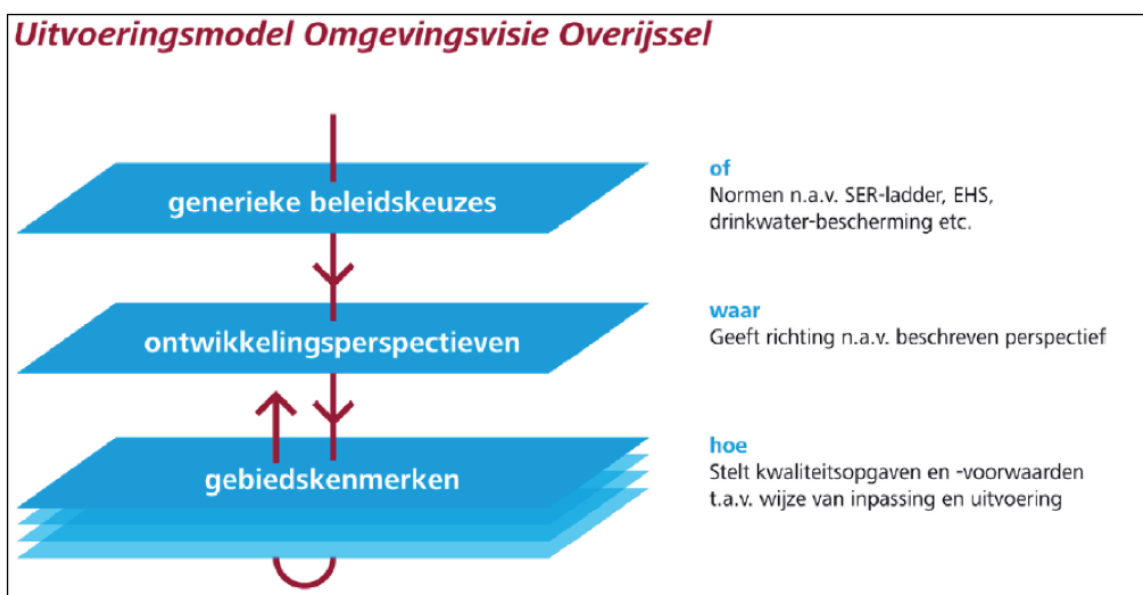 Uitvoeringsmodel Omgevingsvisie Overijssel
generieke beleidskeuzes
of
Normen n.a.v. SER-ladder, EHS,
drinkwater-bescherming etc.
ontwikkelingsperspectieven
waar
Geeft richting n.a.v. beschreven perspectief
gebiedskenmerken
hoe
Stelt kwaliteitsopgaven en -voorwaarden
t.a.v. wijze van inpassing en uitvoering